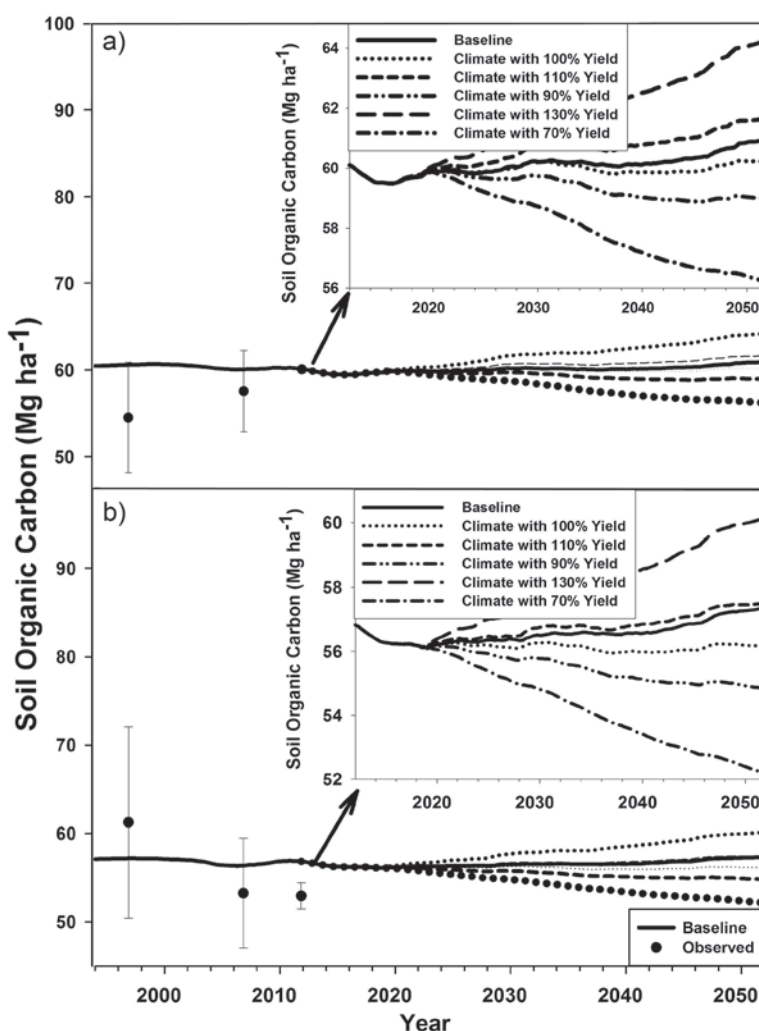 Soil Organic Carbon (Mg ha-1)
a)
100
90
80
70
60
50
Soil Organic Carbon (Mg ha-1)
64
62
60
58
56
2020
2030
2040
2050
Baseline
Climate with 100% Yield
Climate with 110% Yield
Climate with 90% Yield
Climate with 130% Yield
Climate with 70% Yield
b)
90
80
70
60
50
Soil Organic Carbon (Mg ha-1)
60
58
56
54
52
2020
2030
2040
2050
Baseline
Climate with 100% Yield
Climate with 110% Yield
Climate with 90% Yield
Climate with 130% Yield
Climate with 70% Yield
Baseline
Observed
2000
2010
2020
2030
2040
2050
Year